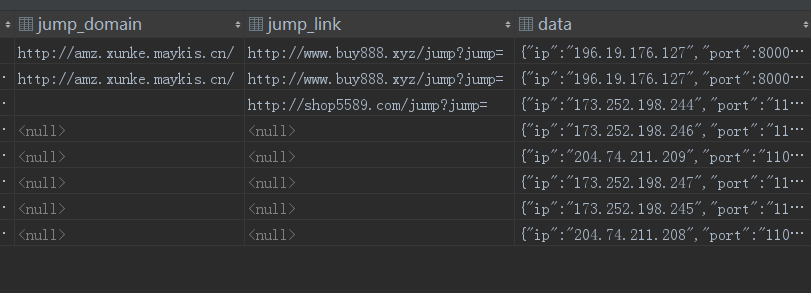 jump_domain jump_link data
http://amz.xunke.maykis.cn/ http://www.buy888.xyz/jump?jump= {"ip":"196.19.176.127","port":8000···
http://amz.xunke.maykis.cn/ http://www.buy888.xyz/jump?jump= {"ip":"196.19.176.127","port":8000···
http://shop5589.com/jump?jump= {"ip":"173.252.198.244","port":"11···
<null> <null> {"ip":"173.252.198.246","port":"11···
<null> <null> {"ip":"204.74.211.209","port":"110···
<null> <null> {"ip":"173.252.198.247","port":"11···
<null> <null> {"ip":"173.252.198.245","port":"11···
<null> <null> {"ip":"204.74.211.208","port":"110···